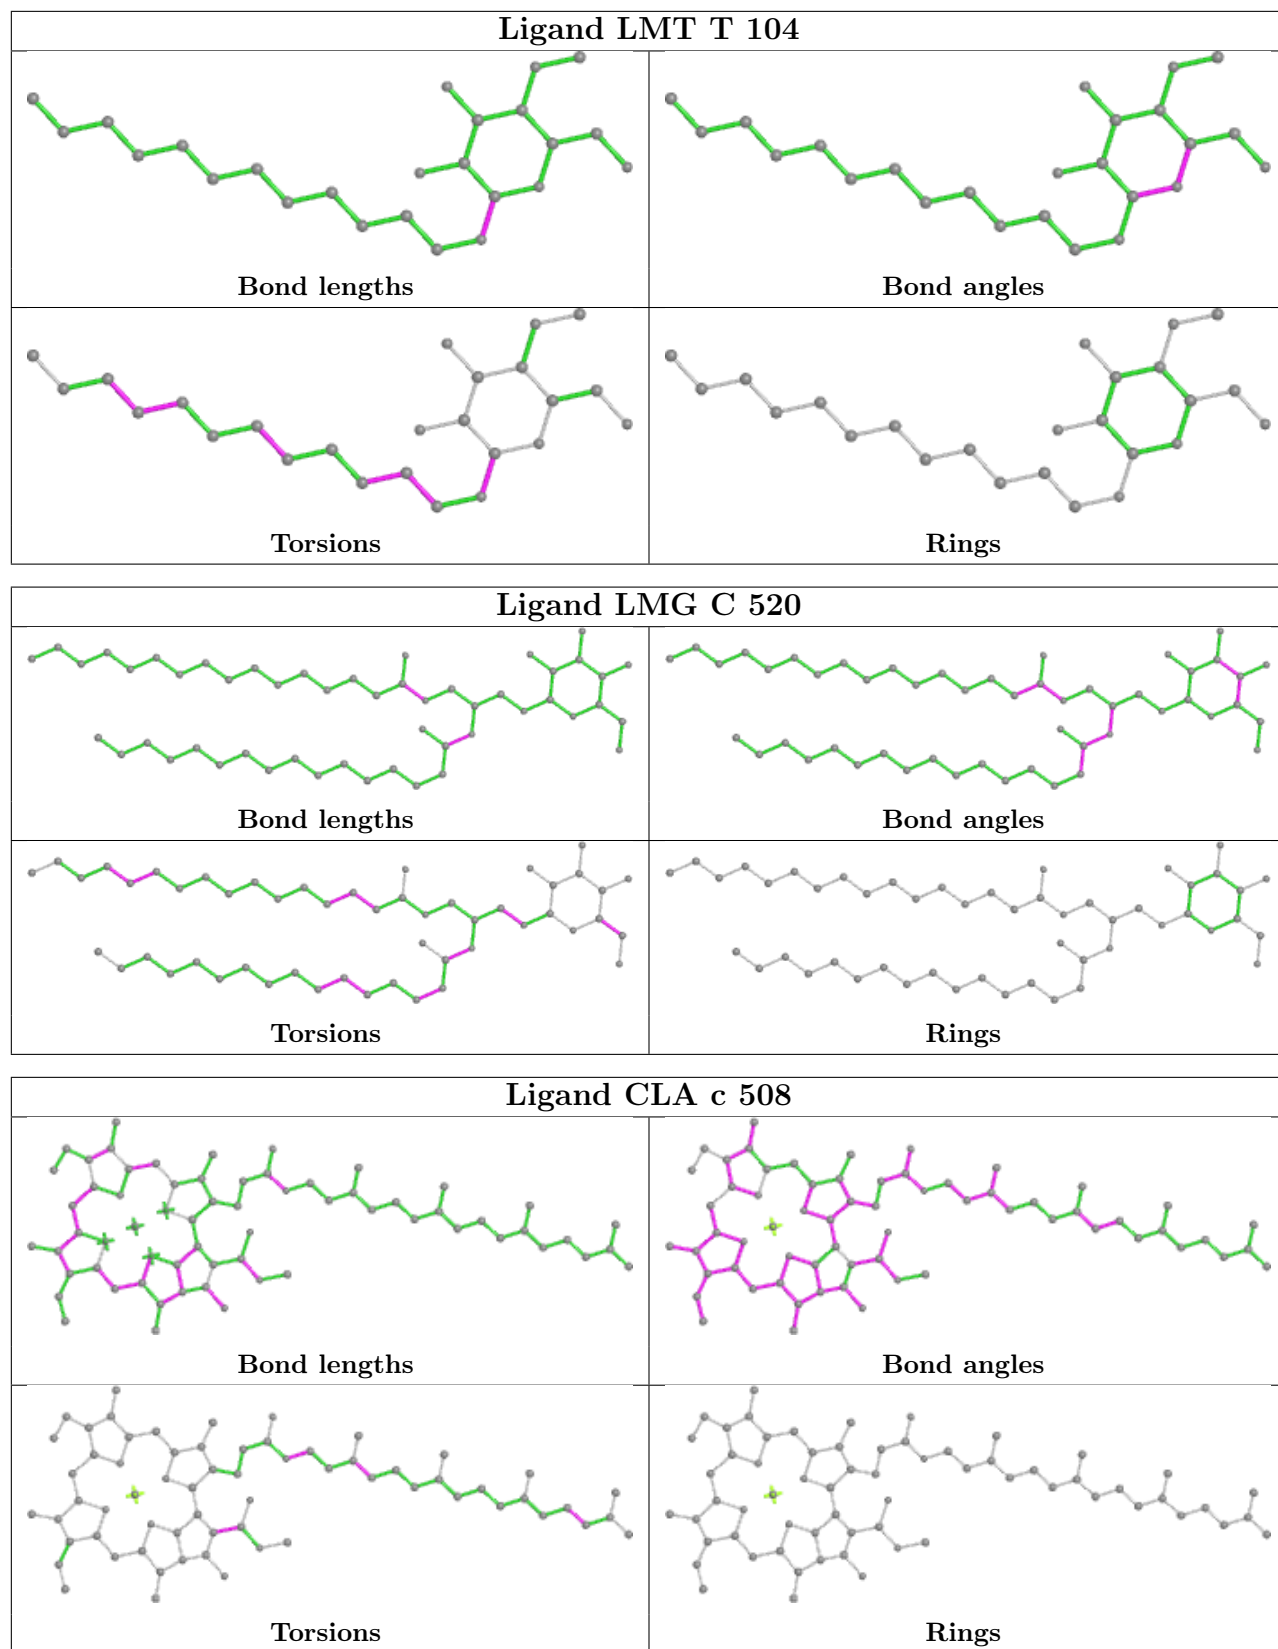 Ligand LMT T 104
Bond lengths
Bond angles
Torsions
Rings
Ligand LMG C 520
Bond lengths
Bond angles
Torsions
Rings
Ligand CLA c 508
Bond lengths
Bond angles
Torsions
Rings